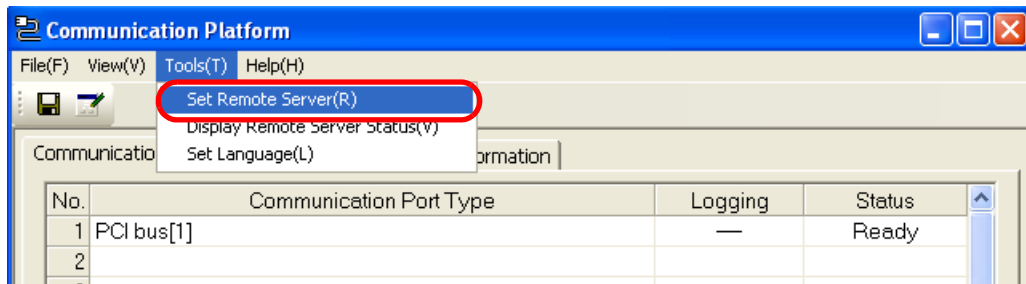 Communication Platform
File(F) View(V) Tools(T) Help(H)
Set Remote Server(R)
Display Remote Server Status(V)
Set Language(L)
Communicatio ormation
No. Communication Port Type Logging Status
1 PCI bus[1] — Ready
2